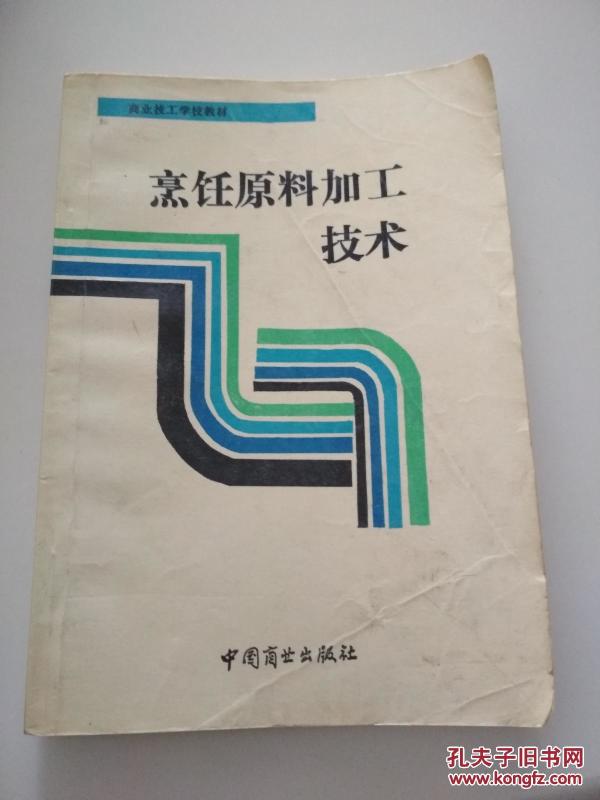 商业技工学校教材
烹饪原料加工
技术
中国商业出版社
孔夫子旧书网
www.kongfz.com